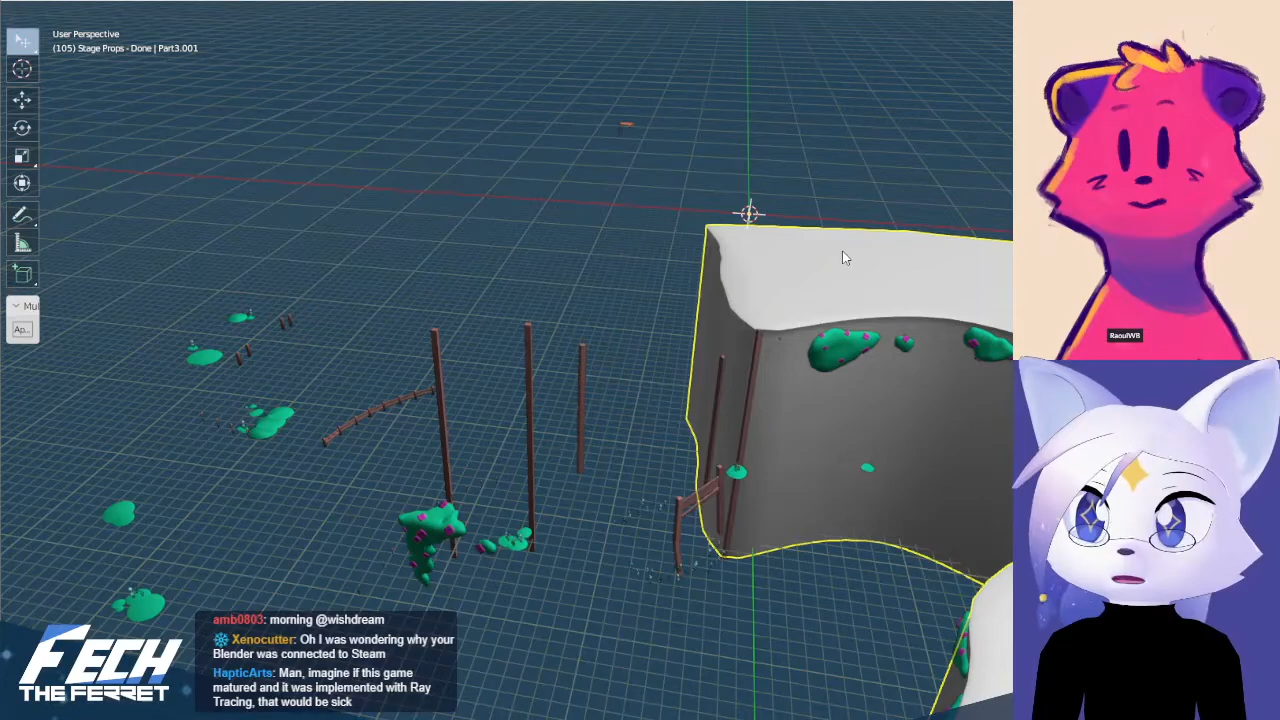 User Perspective
(105) Stage Props - Done | Part3.001
Mul
Ap..
RaoulWB
FECH
THE FERRET
amb0803: morning @wishdream
Xenocutter: Oh I was wondering why your
Blender was connected to Steam
HapticArts: Man, imagine if this game
matured and it was implemented with Ray
Tracing, that would be sick